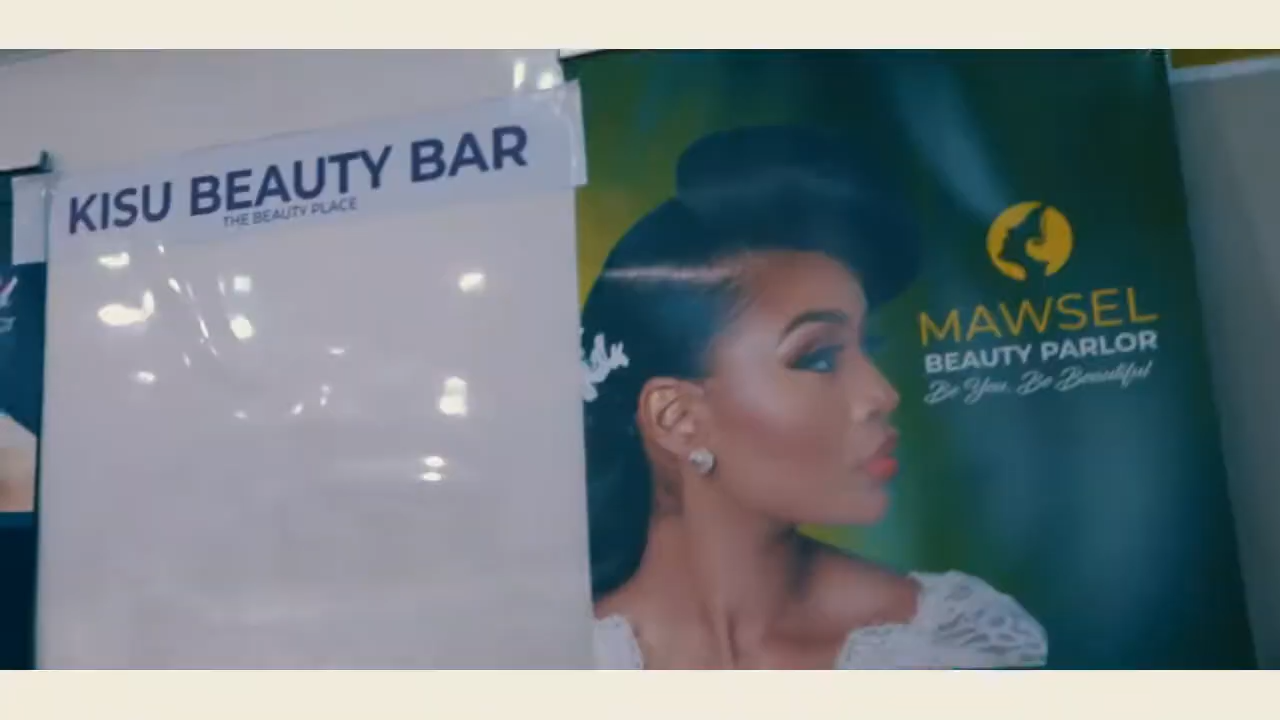 KISU BEAUTY BAR
THE BEAUTY PLACE
MAWSEL
BEAUTY PARLOR
Be You, Be Beautiful